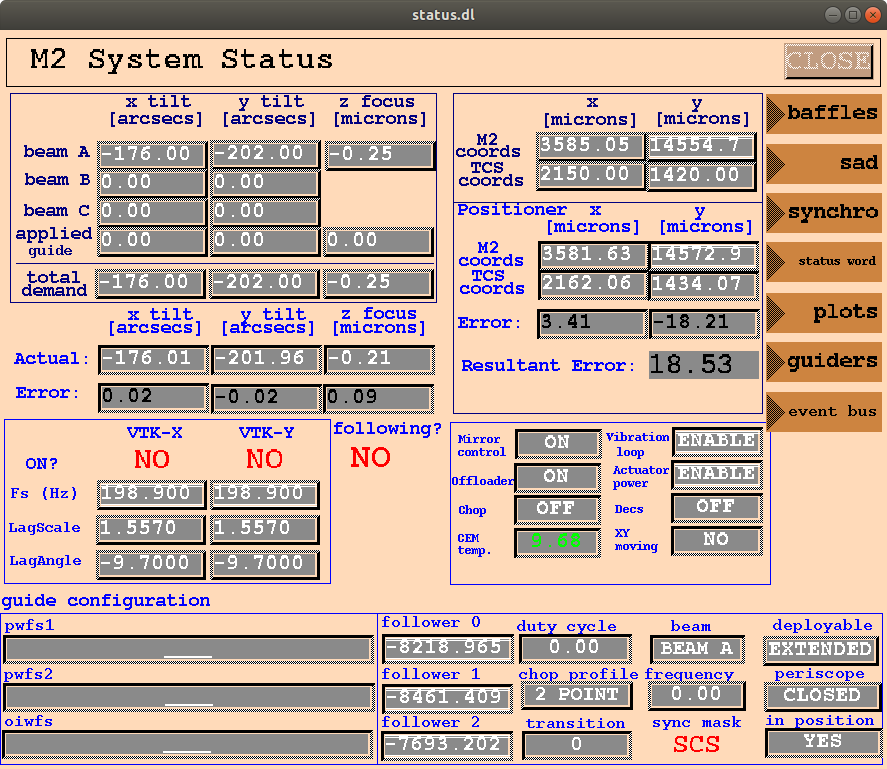 status.dl
M2 System Status
CLOSE
x tilt y tilt z focus
[arcsecs] [arcsecs] [microns]
beam A -176.00 -202.00 -0.25
beam B 0.00 0.00
beam C 0.00 0.00
applied guide 0.00 0.00 0.00
total demand -176.00 -202.00 -0.25
x tilt y tilt z focus
[arcsecs] [arcsecs] [microns]
Actual: -176.01 -201.96 -0.21
Error: 0.02 -0.02 0.09
x y
[microns] [microns]
M2 coords 3585.05 14554.7
TCS coords 2150.00 1420.00
Positioner x y
[microns] [microns]
M2 coords 3581.63 14572.9
TCS coords 2162.06 1434.07
Error: 3.41 -18.21
Resultant Error: 18.53
baffles
sad
synchro
status word
plots
guiders
event bus
VTK-X VTK-Y following?
ON? NO NO NO
Fs (Hz) 198.900 198.900
LagScale 1.5570 1.5570
LagAngle -9.7000 -9.7000
Mirror control ON Vibration loop ENABLE
Offloader ON Actuator power ENABLE
Chop OFF Decs OFF
CEM temp. 9.68 XY moving NO
guide configuration
pwfs1
pwfs2
oiwfs
follower 0 duty cycle beam deployable
-8218.965 0.00 BEAM A EXTENDED
follower 1 chop profile frequency periscope
-8461.409 2 POINT 0.00 CLOSED
follower 2 transition sync mask in position
-7693.202 0 SCS YES